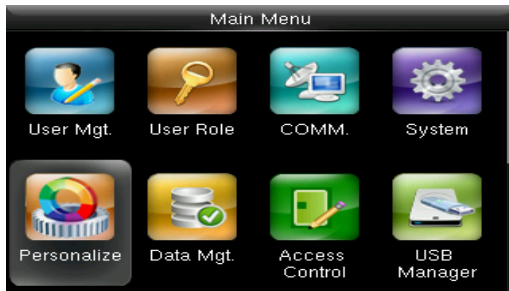 Main Menu
User Mgt.
User Role
COMM.
System
Personalize
Data Mgt.
Access
Control
USB
Manager